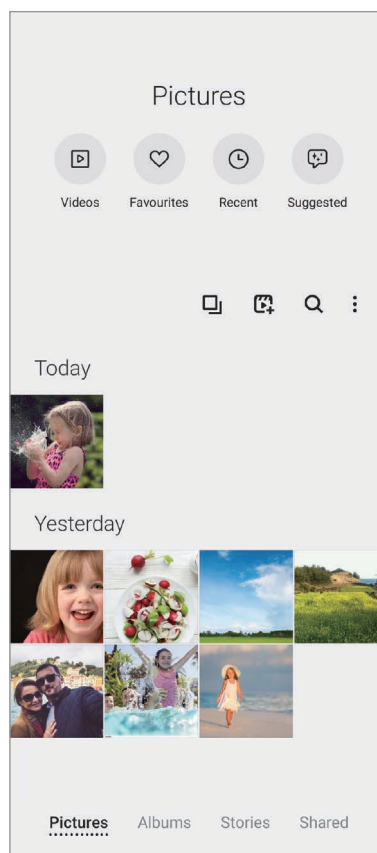 Pictures
Videos Favourites Recent Suggested
Today
Yesterday
Pictures Albums Stories Shared